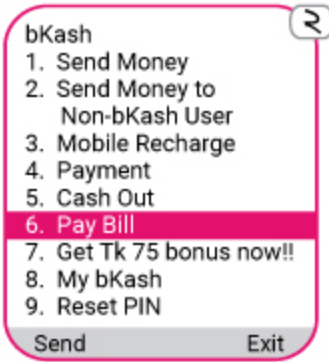 ২
bKash
1. Send Money
2. Send Money to
Non-bKash User
3. Mobile Recharge
4. Payment
5. Cash Out
6. Pay Bill
7. Get Tk 75 bonus now!!
8. My bKash
9. Reset PIN
Send Exit